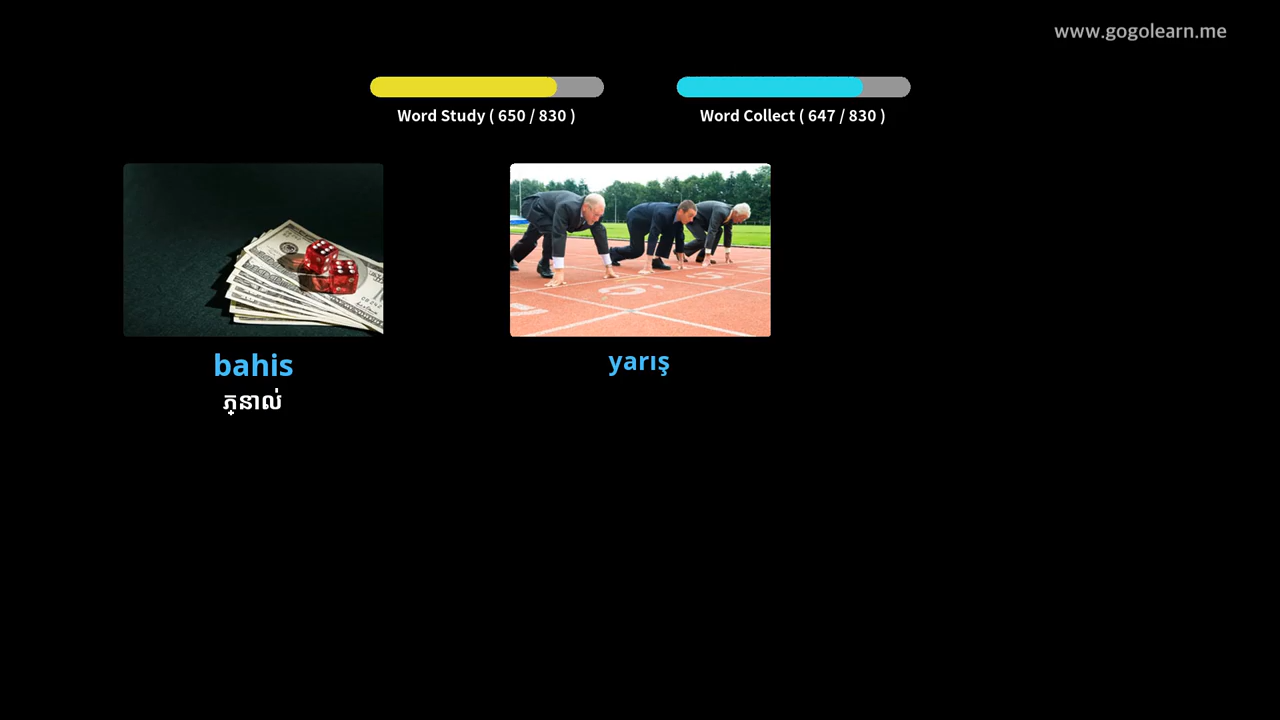 www.gogolearn.me
Word Study ( 650 / 830 )
Word Collect ( 647 / 830 )
bahis
ភ្នាល់
yarış